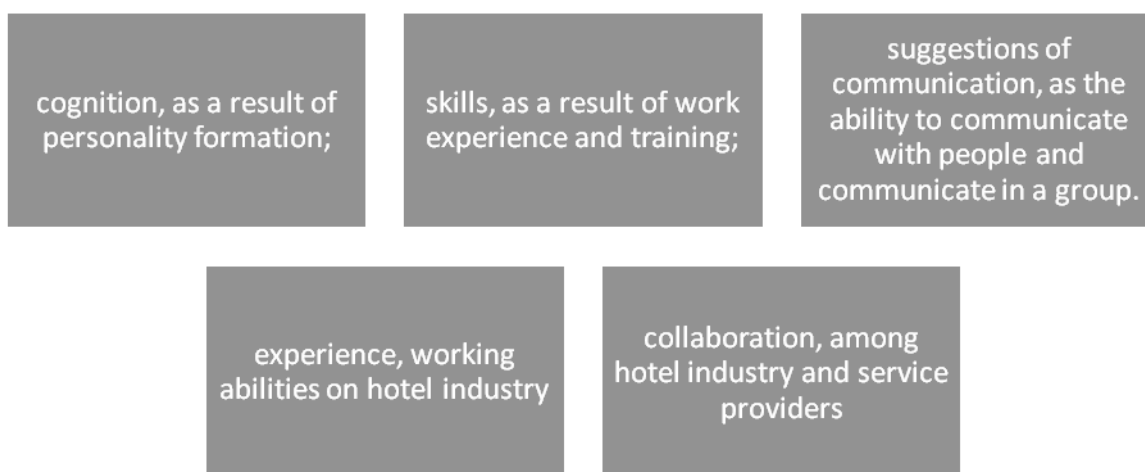 cognition, as a result of
personality formation;
skills, as a result of work
experience and training;
suggestions of
communication, as the
ability to communicate
with people and
communicate in a group.
experience, working
abilities on hotel industry
collaboration, among
hotel industry and service
providers